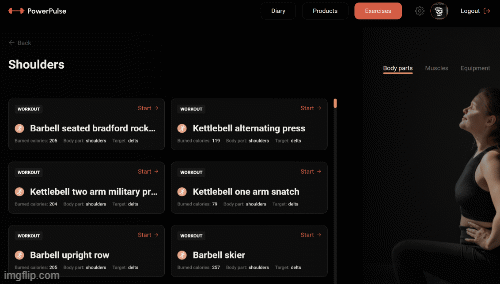 PowerPulse
Diary
Products
Exercises
Logout
Back
Shoulders
Body parts
Muscles
Equipment
WORKOUT
Start
Barbell seated bradford rock...
Burned calories: 205 Body part: shoulders Target: delts
WORKOUT
Start
Kettlebell alternating press
Burned calories: 119 Body part: shoulders Target: delts
WORKOUT
Start
Kettlebell two arm military pr...
Burned calories: 204 Body part: shoulders Target: delts
WORKOUT
Start
Kettlebell one arm snatch
Burned calories: 79 Body part: shoulders Target: delts
WORKOUT
Start
Barbell upright row
Burned calories: 205 Body part: shoulders Target: delts
WORKOUT
Start
Barbell skier
Burned calories: 257 Body part: shoulders Target: delts
imgflip.com